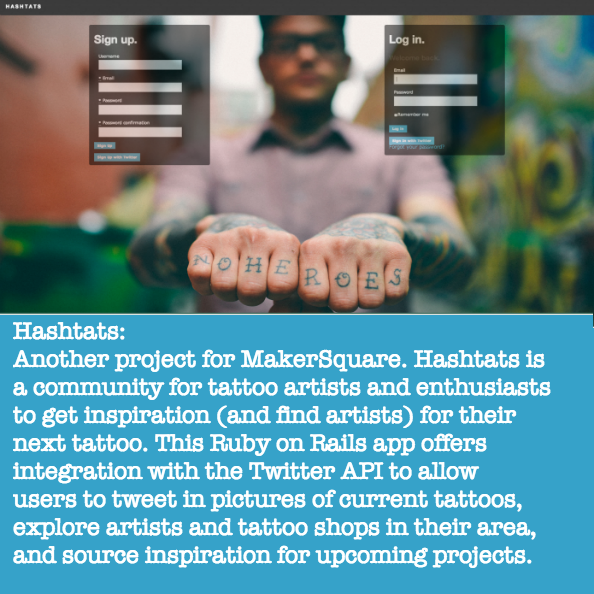 HASHTATS
Sign up.
Username
* Email
* Password
* Password confirmation
Sign up
Sign up with twitter
Log in.
Email
Password
Remember me
Log in
Sign up with twitter
Forgot your password?
NOHEROES
Hashtats:
Another project for MakerSquare. Hashtats is
a community for tattoo artists and enthusiasts
to get inspiration (and find artists) for their
next tattoo. This Ruby on Rails app offers
integration with the Twitter API to allow
users to tweet in pictures of current tattoos,
explore artists and tattoo shops in their area,
and source inspiration for upcoming projects.